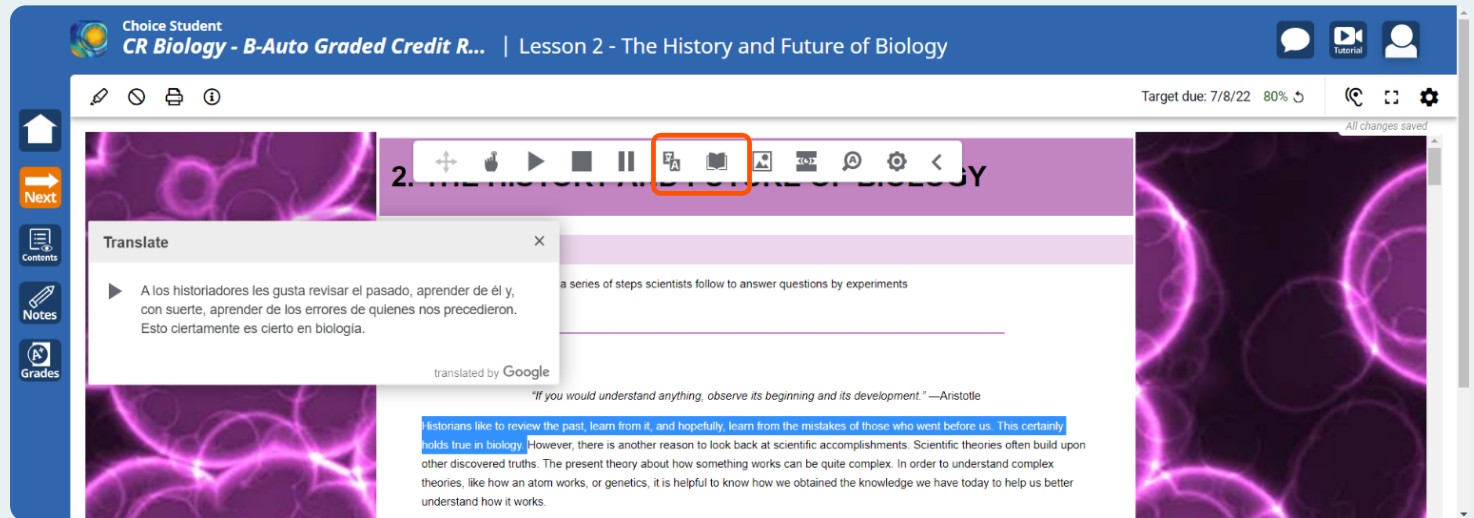 Choice Student
CR Biology - B-Auto Graded Credit R... | Lesson 2 - The History and Future of Biology
Tutorial
Target due: 7/8/22 80%
All changes saved
Next
Contents
Notes
A+
Grades
2. THE HISTORY AND FUTURE OF BIOLOGY
Translate
A los historiadores les gusta revisar el pasado, aprender de él y,
con suerte, aprender de los errores de quienes nos precedieron.
Esto ciertamente es cierto en biología.
translated by Google
a series of steps scientists follow to answer questions by experiments
"If you would understand anything, observe its beginning and its development." —Aristotle
Historians like to review the past, learn from it, and hopefully, learn from the mistakes of those who went before us. This certainly
holds true in biology. However, there is another reason to look back at scientific accomplishments. Scientific theories often build upon
other discovered truths. The present theory about how something works can be quite complex. In order to understand complex
theories, like how an atom works, or genetics, it is helpful to know how we obtained the knowledge we have today to help us better
understand how it works.